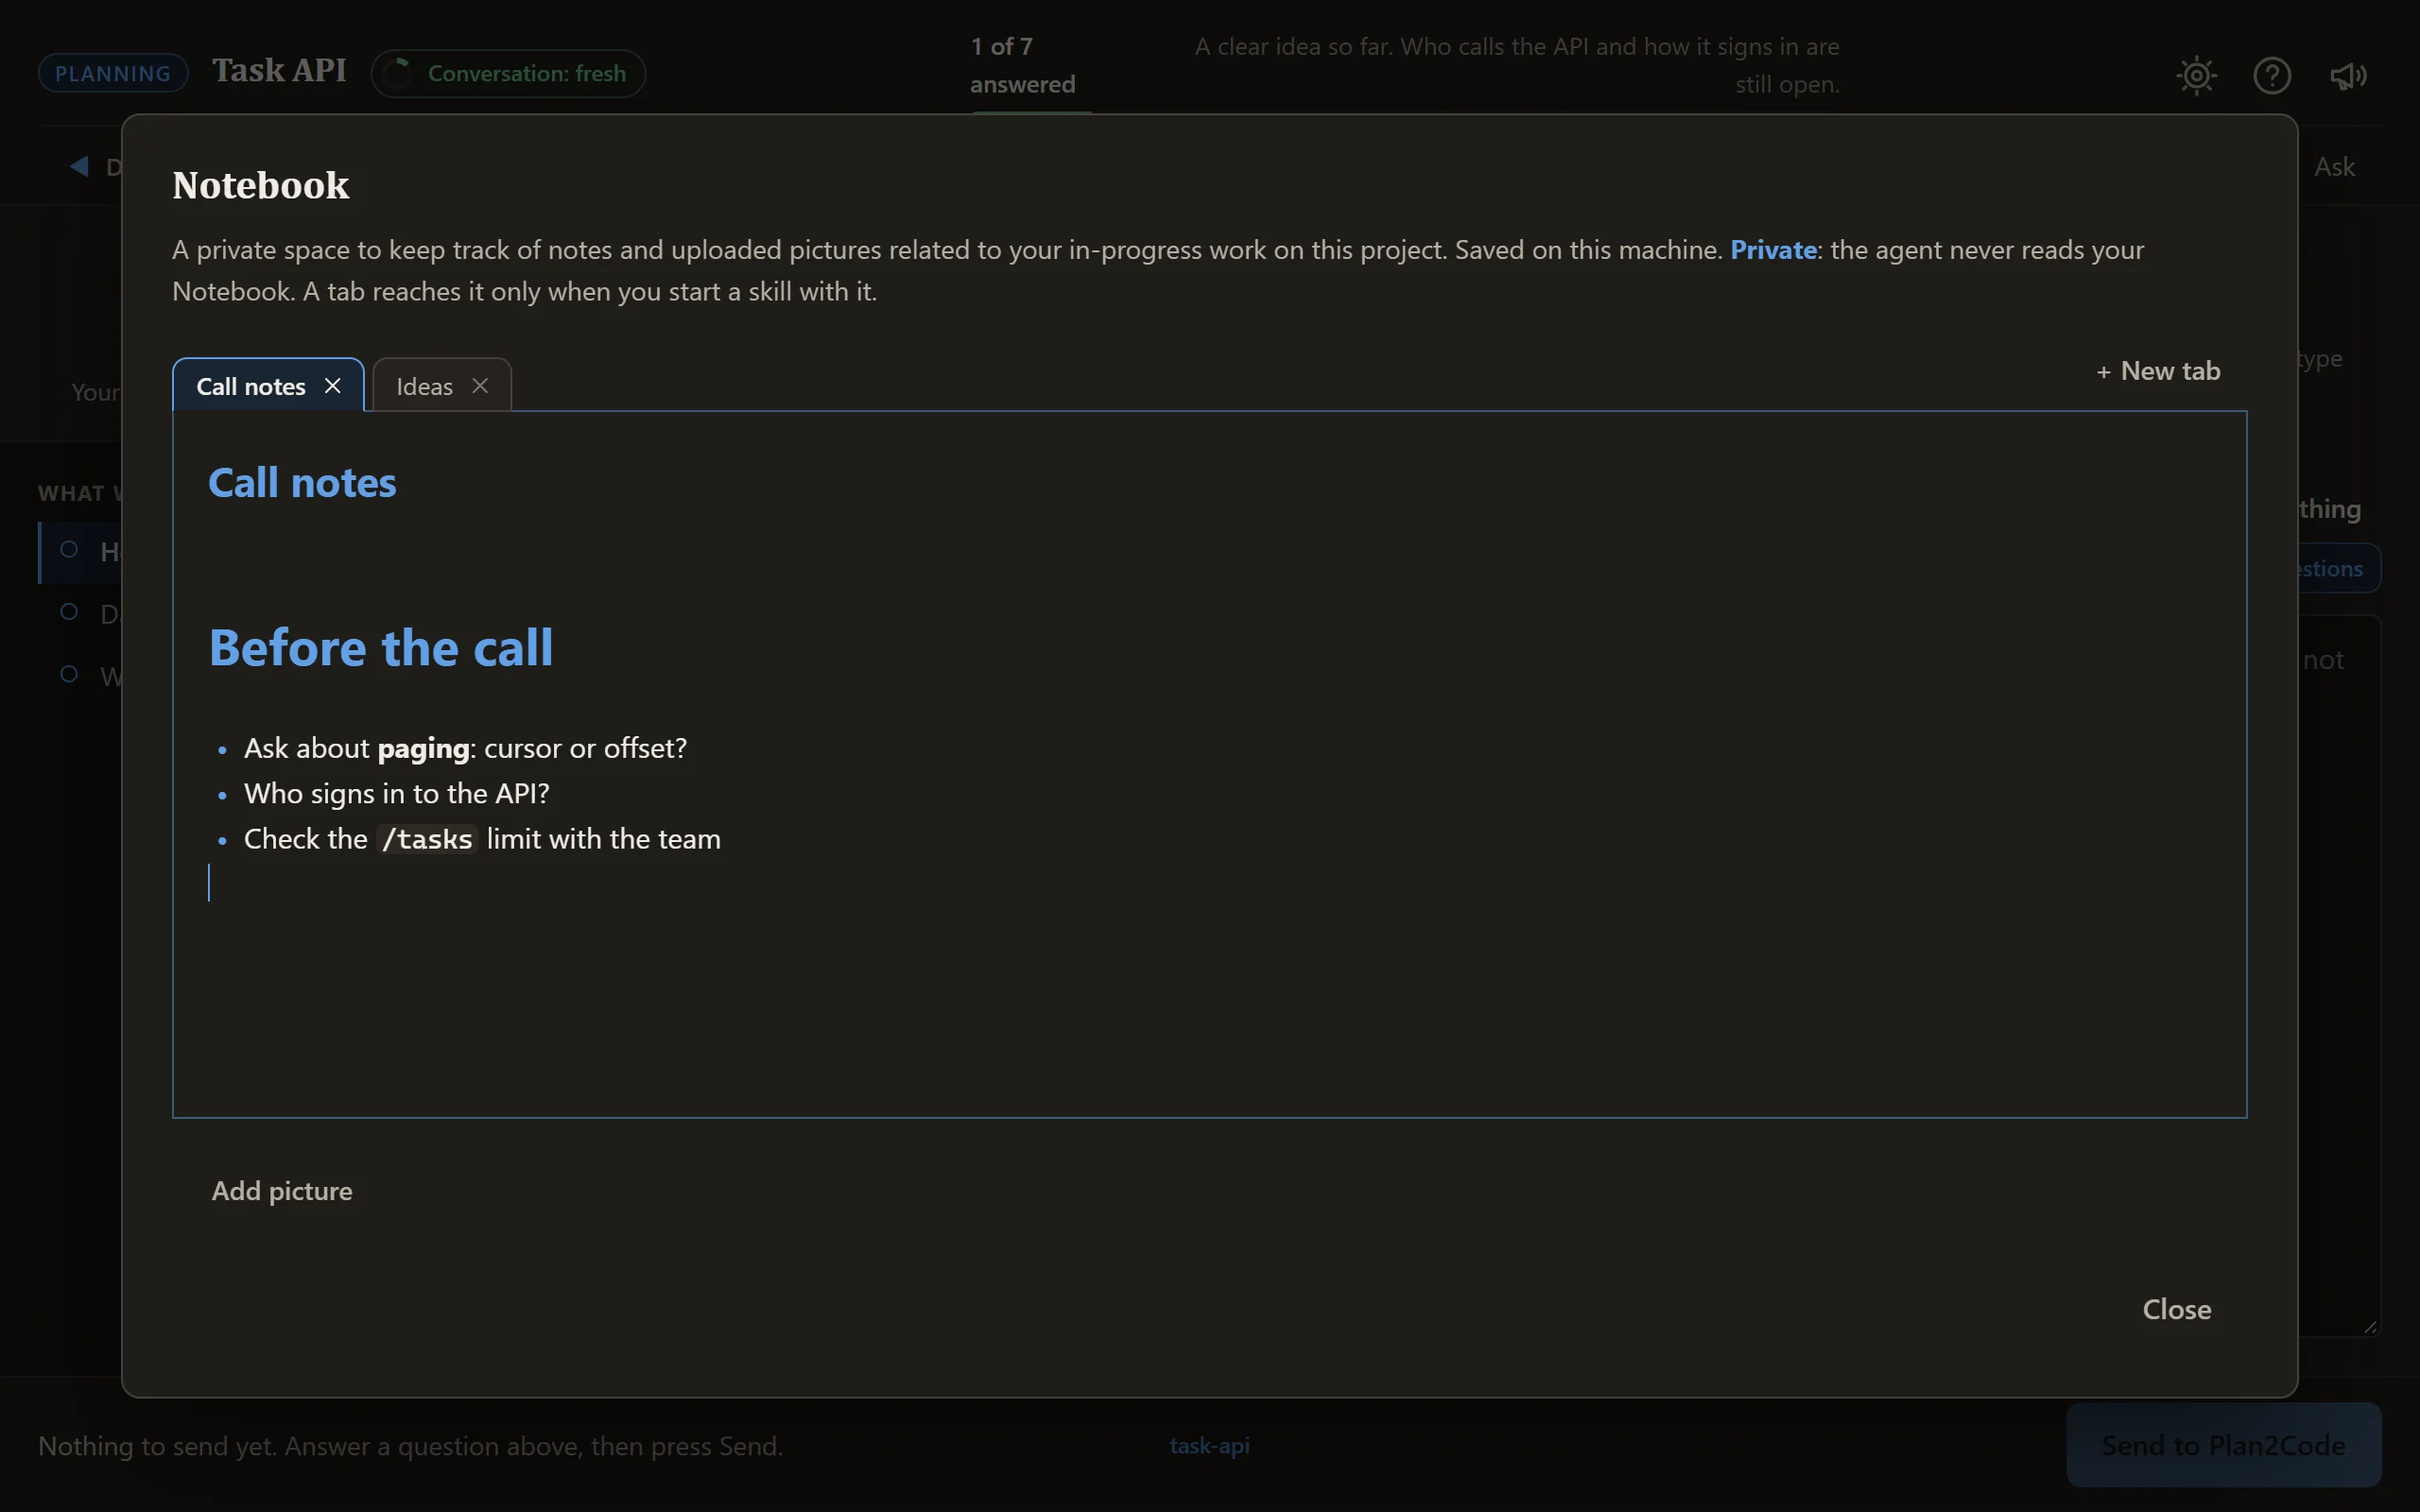 PLANNING
Task API
Conversation: fresh
1 of 7
answered
A clear idea so far. Who calls the API and how it signs in are
still open.
Ask
Notebook
A private space to keep track of notes and uploaded pictures related to your in-progress work on this project. Saved on this machine. Private: the agent never reads your
Notebook. A tab reaches it only when you start a skill with it.
Call notes
Ideas
+ New tab
Your
Call notes
WHAT
Before the call
• Ask about paging: cursor or offset?
• Who signs in to the API?
• Check the /tasks limit with the team
thing
not
Add picture
Close
Nothing to send yet. Answer a question above, then press Send.
task-api
Send to Plan2Code